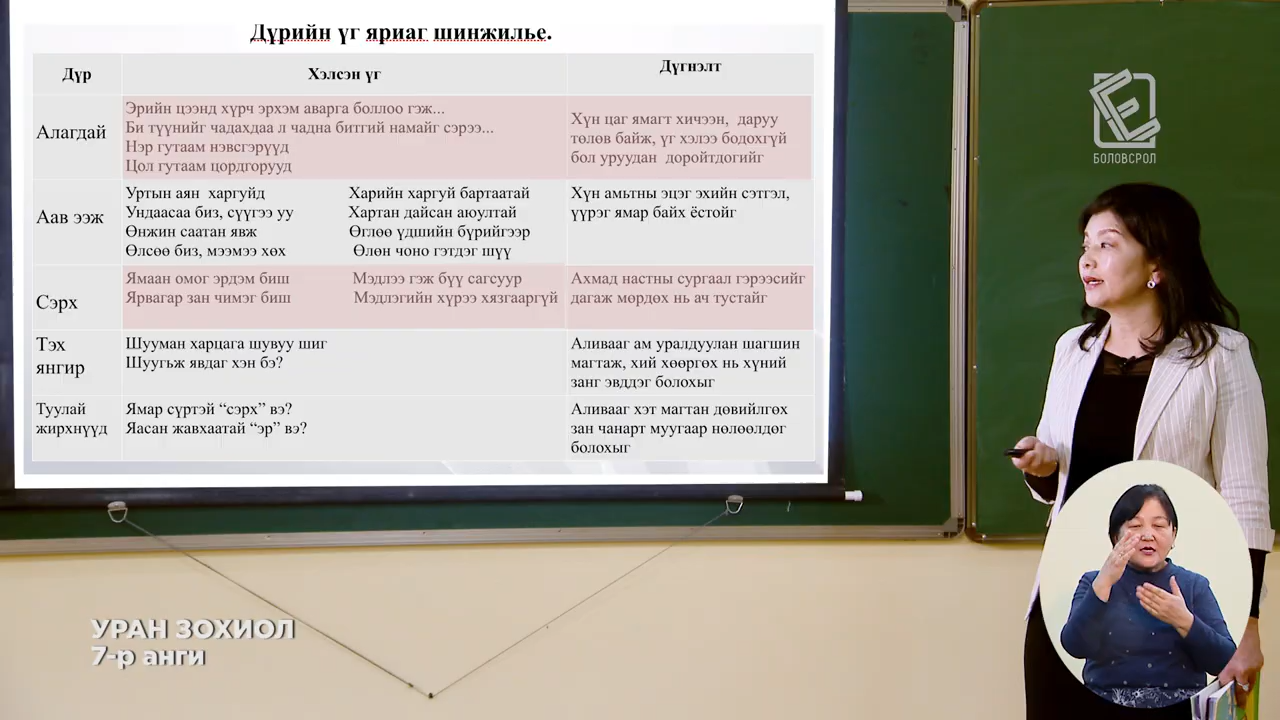 Дүрийн үг яриаг шинжилье.
Дүр
Хэлсэн үг
Дүгнэлт
Алагдай
Эрийн цээнд хүрч эрхэм аварга боллоо гэж...
Би түүнийг чадахдаа л чадна битгий намайг сэрээ...
Нэр гутаам нэвсгэрүүд
Цол гутаам цордгорууд
Хүн цаг ямагт хичээн, даруу
төлөв байж, үг хэлээ бодохгүй
бол уруудан доройтдогийг
Аав ээж
Уртын аян харгуйд
Ундаасаа биз, сүүгээ уу
Өнжин саатан явж
Өлсөө биз, мээмээ хөх
Харийн харгуй бартаатай
Хартан дайсан аюултай
Өглөө үдшийн бүрийгээр
Өлөн чоно гэтдэг шүү
Хүн амьтны эцэг эхийн сэтгэл,
үүрэг ямар байх ёстойг
Сэрх
Ямаан омог эрдэм биш
Ярвагар зан чимэг биш
Мэдлээ гэж бүү сагсуур
Мэдлэгийн хүрээ хязгааргүй
Ахмад настны сургаал гэрээсийг
дагаж мөрдөх нь ач тустайг
Тэх
янгир
Шууман харцага шувуу шиг
Шуугьж явдаг хэн бэ?
Аливааг ам уралдуулан шагшин
магтаж, хий хөөргөх нь хүний
занг эвддэг болохыг
Туулай
жирхнүүд
Ямар сүртэй “сэрх” вэ?
Яасан жавхаатай “эр” вэ?
Аливааг хэт магтан дөвийлгөх
зан чанарт муугаар нөлөөлдөг
болохыг
БОЛОВСРОЛ
УРАН ЗОХИОЛ
7-р анги